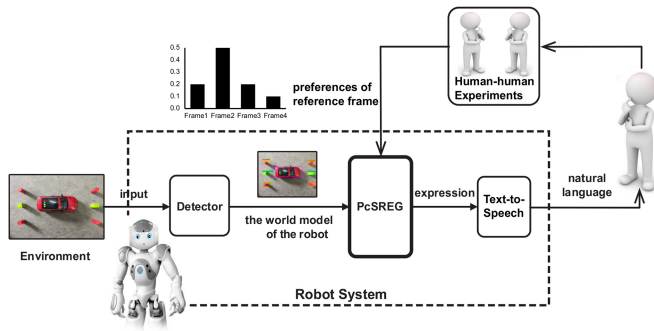 0.5
0.4
0.3
0.2
0.1
0.0
Frame1 Frame2 Frame3 Frame4
preferences of
reference frame
Human-human
Experiments
input
Detector
the world model
of the robot
PcSREG
expression
Text-to-
Speech
natural
language
Environment
Robot System